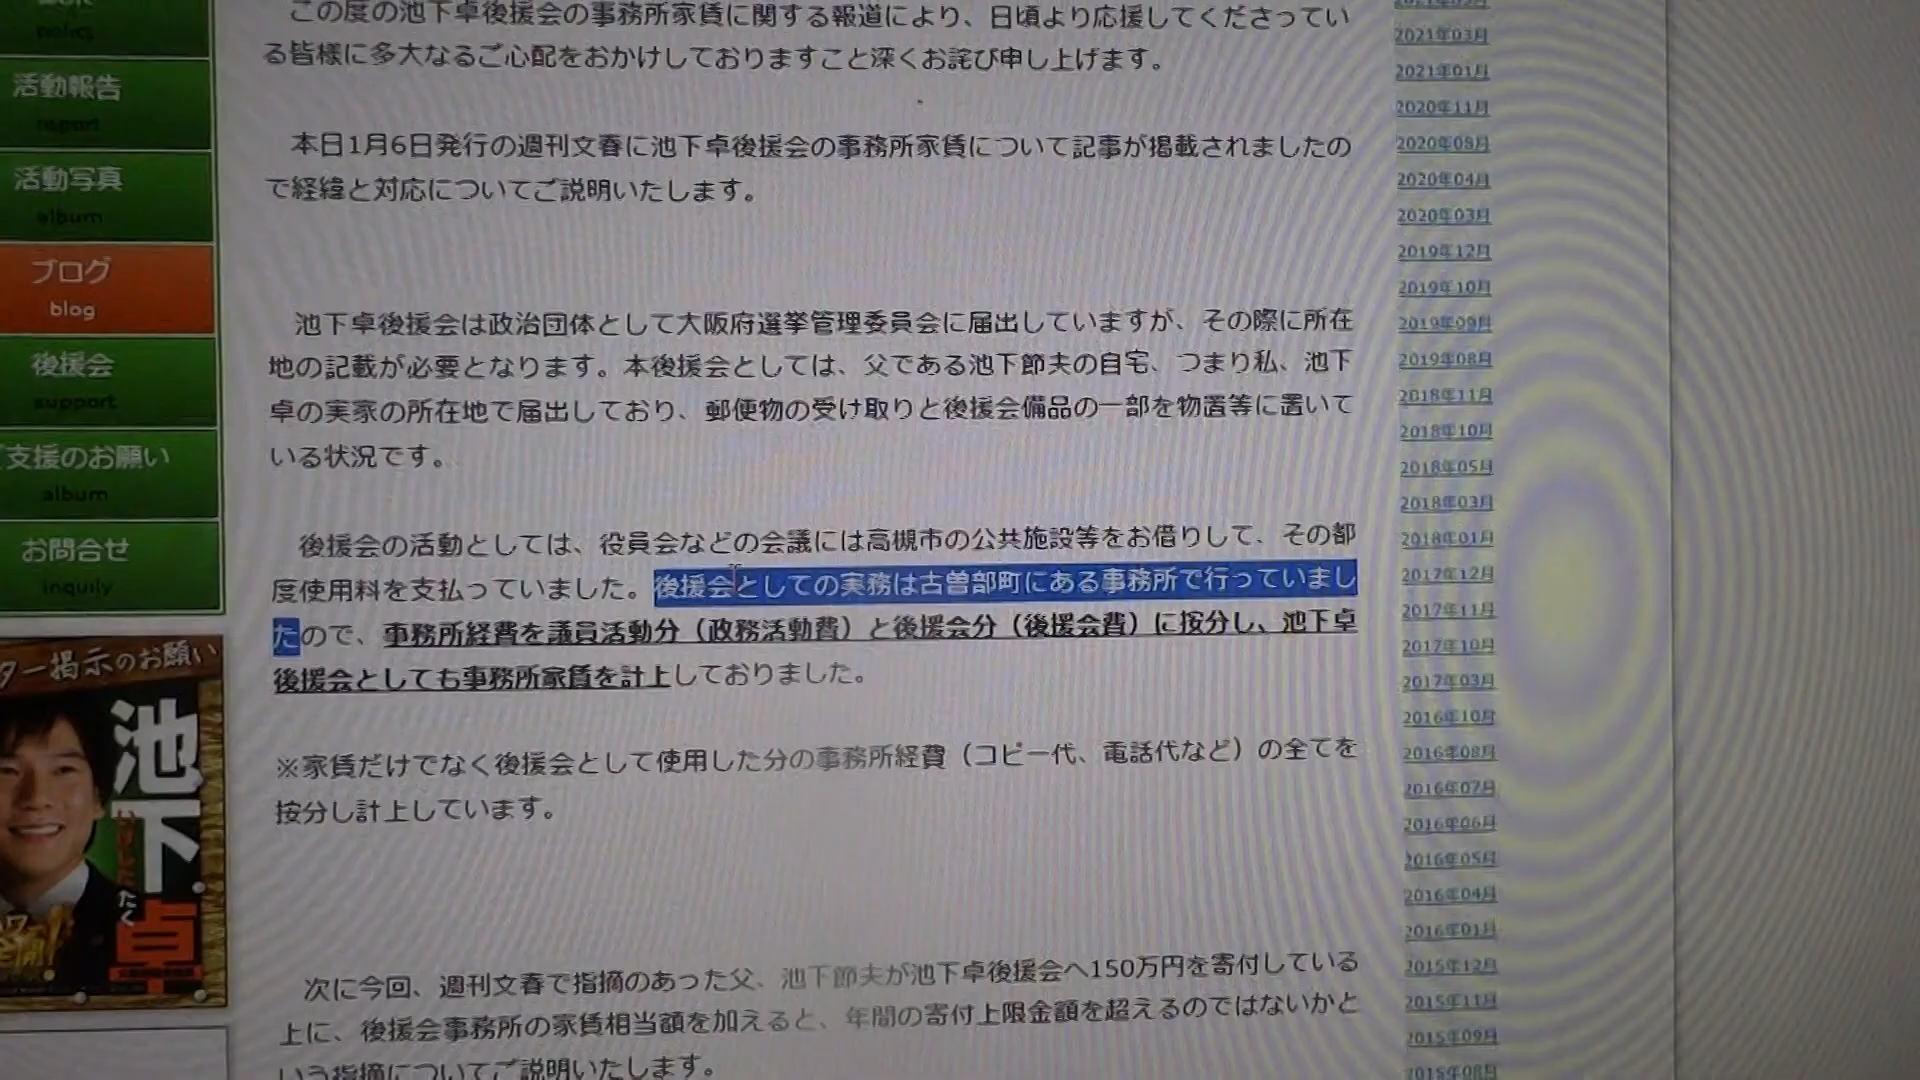 活動報告
report
活動写真
album
ブログ
blog
後援会
support
支援のお願い
album
お問合せ
inquily
ター掲示のお願い
池下
卓
たく
この度の池下卓後援会の事務所家賃に関する報道により、日頃より応援してくださってい
る皆様に多大なるご心配をおかけしておりますこと深くお詫び申し上げます。
本日1月6日発行の週刊文春に池下卓後援会の事務所家賃について記事が掲載されましたの
で経緯と対応についてご説明いたします。
池下卓後援会は政治団体として大阪府選挙管理委員会に届出していますが、その際に所在
地の記載が必要となります。本後援会としては、父である池下節夫の自宅、つまり私、池下
卓の実家の所在地で届出しており、郵便物の受け取りと後援会備品の一部を物置等に置いて
いる状況です。
後援会の活動としては、役員会などの会議には高槻市の公共施設等をお借りして、その都
度使用料を支払っていました。後援会としての実務は古曽部町にある事務所で行っていまし
たので、事務所経費を議員活動分（政務活動費）と後援会分（後援会費）に按分し、池下卓
後援会としても事務所家賃を計上しておりました。
※家賃だけでなく後援会として使用した分の事務所経費（コピー代、電話代など）の全てを
按分し計上しています。
次に今回、週刊文春で指摘のあった父、池下節夫が池下卓後援会へ150万円を寄付している
上に、後援会事務所の家賃相当額を加えると、年間の寄付上限金額を超えるのではないかと
いう指摘についてご説明いたします。
2021年03月
2021年01月
2020年11月
2020年08月
2020年04月
2020年03月
2019年12月
2019年10月
2019年09月
2019年08月
2018年11月
2018年10月
2018年05月
2018年03月
2018年01月
2017年12月
2017年11月
2017年10月
2017年03月
2016年10月
2016年08月
2016年07月
2016年06月
2016年05月
2016年04月
2016年01月
2015年12月
2015年11月
2015年09月
2015年08月